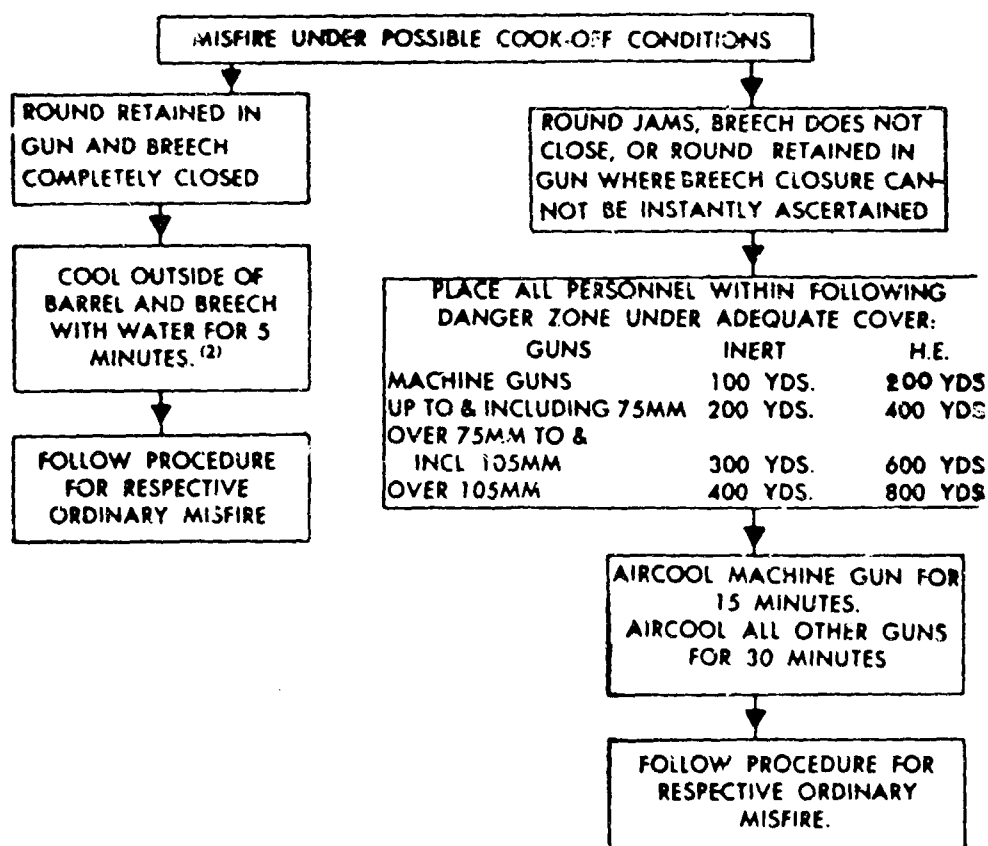 MISFIRE UNDER POSSIBLE COOK-OFF CONDITIONS
ROUND RETAINED IN
GUN AND BREECH
COMPLETELY CLOSED
COOL OUTSIDE OF
BARREL AND BREECH
WITH WATER FOR 5
MINUTES. (2)
FOLLOW PROCEDURE
FOR RESPECTIVE
ORDINARY MISFIRE
ROUND JAMS, BREECH DOES NOT
CLOSE, OR ROUND RETAINED IN
GUN WHERE BREECH CLOSURE CAN-
NOT BE INSTANTLY ASCERTAINED
PLACE ALL PERSONNEL WITHIN FOLLOWING
DANGER ZONE UNDER ADEQUATE COVER:
GUNS INERT H.E.
MACHINE GUNS 100 YDS. 200 YDS
UP TO & INCLUDING 75MM 200 YDS. 400 YDS
OVER 75MM TO &
INCL 105MM 300 YDS. 600 YDS
OVER 105MM 400 YDS. 800 YDS
AIRCOOL MACHINE GUN FOR
15 MINUTES.
AIRCOOL ALL OTHER GUNS
FOR 30 MINUTES
FOLLOW PROCEDURE FOR
RESPECTIVE ORDINARY
MISFIRE.